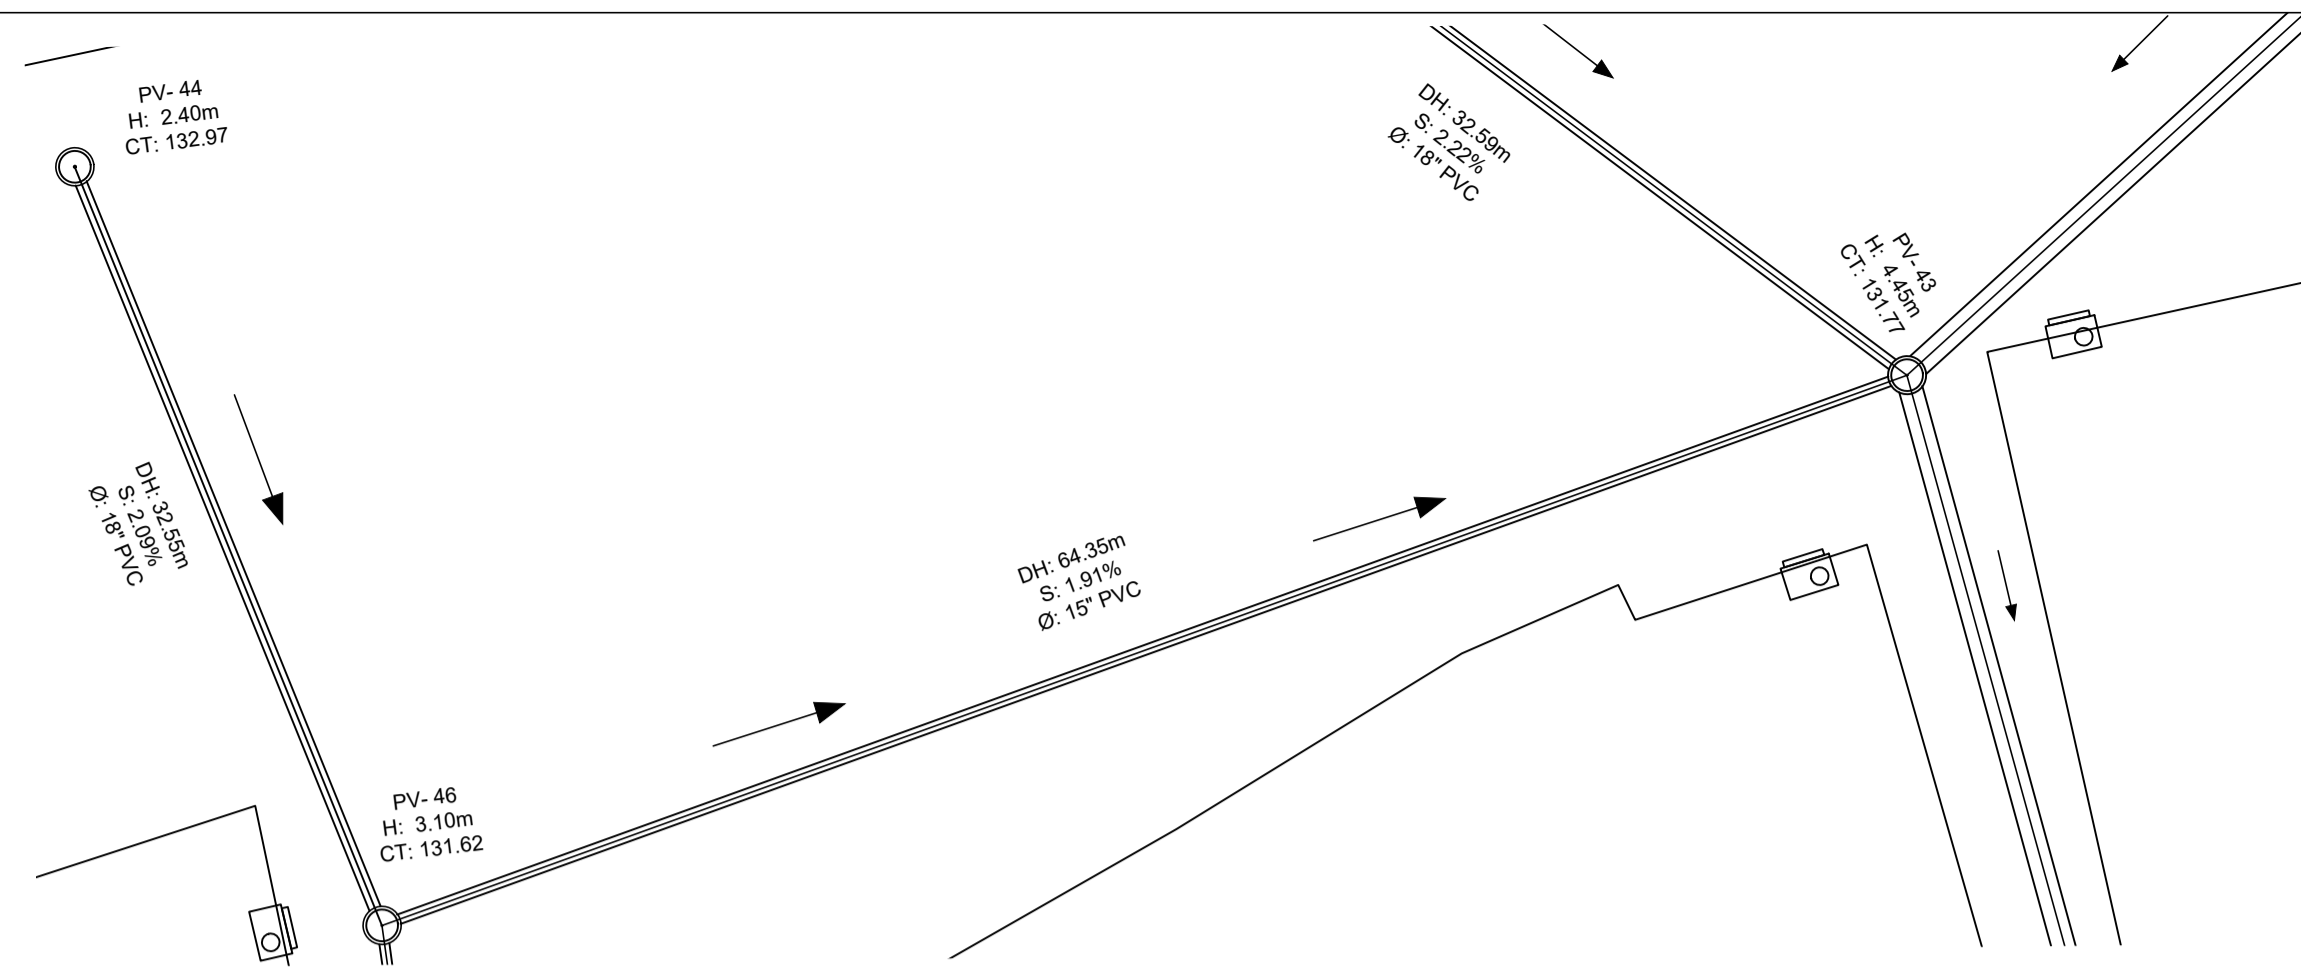 PV- 44
H: 2.40m
CT: 132.97
DH: 32.59m
S: 2.22%
Ø: 18" PVC
PV- 43
H: 4.45m
CT: 131.77
DH: 32.55m
S: 2.09%
Ø: 18" PVC
DH: 64.35m
S: 1.91%
Ø: 15" PVC
PV- 46
H: 3.10m
CT: 131.62